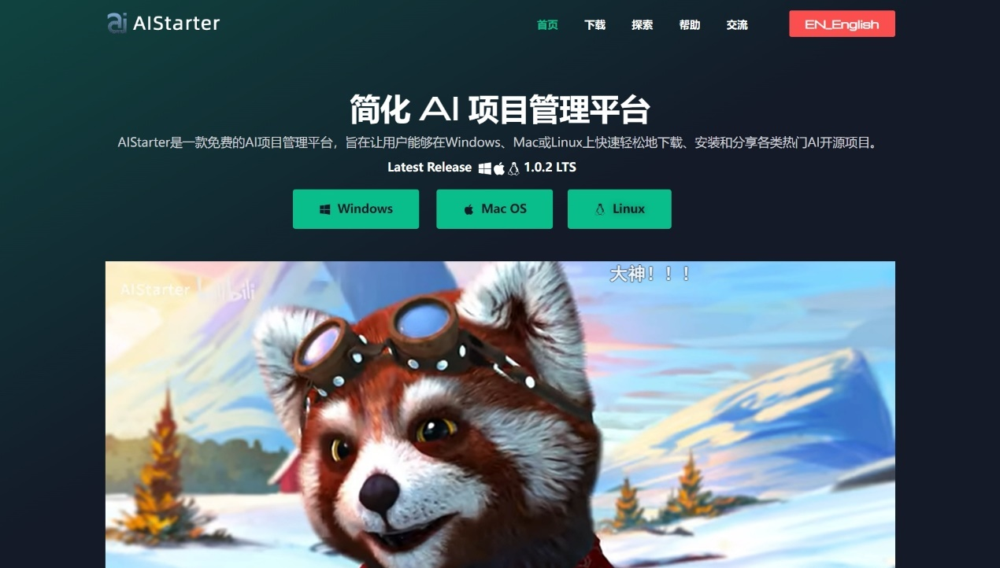 AIStarter
首页 下载 探索 帮助 交流 EN_English
简化 AI 项目管理平台
AIStarter是一款免费的AI项目管理平台，旨在让用户能够在Windows、Mac或Linux上快速轻松地下载、安装和分享各类热门AI开源项目。
Latest Release 1.0.2 LTS
Windows Mac OS Linux
大神！！！
AIStarter bilibili